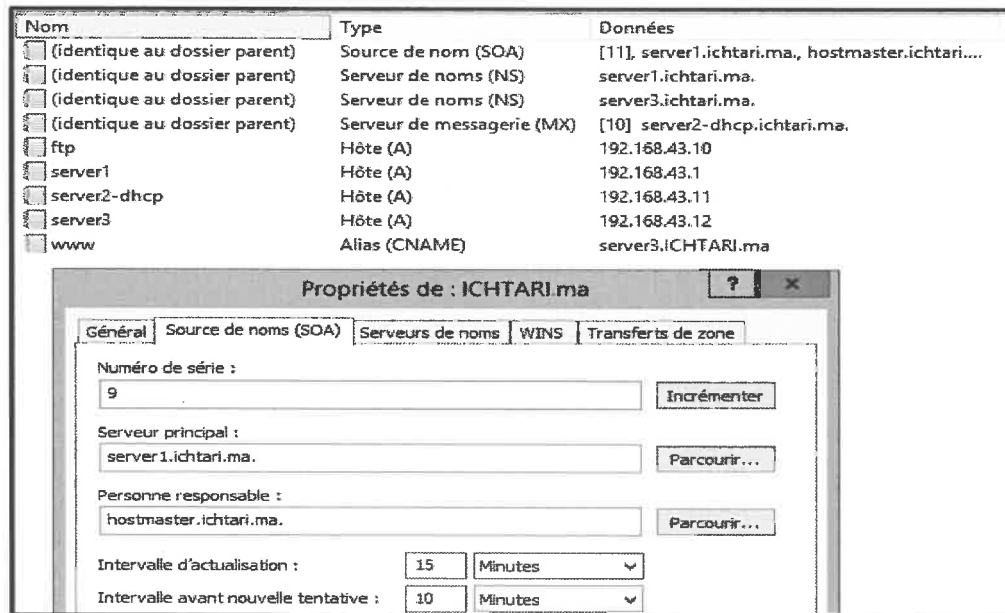 Nom Type Données
(identique au dossier parent) Source de nom (SOA) [11], server1.ichtari.ma., hostmaster.ichtari....
(identique au dossier parent) Serveur de noms (NS) server1.ichtari.ma.
(identique au dossier parent) Serveur de noms (NS) server3.ichtari.ma.
(identique au dossier parent) Serveur de messagerie (MX) [10] server2-dhcp.ichtari.ma.
ftp Hôte (A) 192.168.43.10
server1 Hôte (A) 192.168.43.1
server2-dhcp Hôte (A) 192.168.43.11
server3 Hôte (A) 192.168.43.12
www Alias (CNAME) server3.ICHTARI.ma
Propriétés de : ICHTARI.ma ? ×
Général Source de noms (SOA) Serveurs de noms WINS Transferts de zone
Numéro de série :
9 Incrémenter
Serveur principal :
server1.ichtari.ma. Parcourir...
Personne responsable :
hostmaster.ichtari.ma. Parcourir...
Intervalle d'actualisation : 15 Minutes
Intervalle avant nouvelle tentative : 10 Minutes